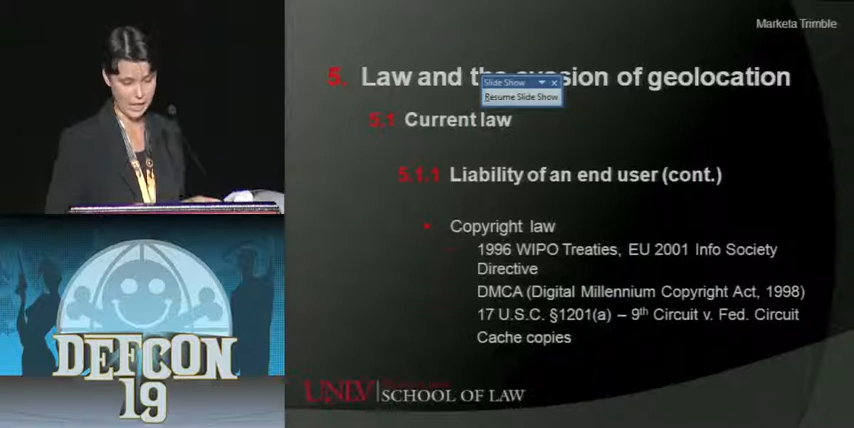 Marketa Trimble
5. Law and the evasion of geolocation
Slide Show
Resume Slide Show
5.1 Current law
5.1.1 Liability of an end user (cont.)
Copyright law
1996 WIPO Treaties, EU 2001 Info Society
Directive
DMCA (Digital Millennium Copyright Act, 1998)
17 U.S.C. §1201(a) – 9th Circuit v. Fed. Circuit
Cache copies
DEFCON
19
UNLV SCHOOL OF LAW